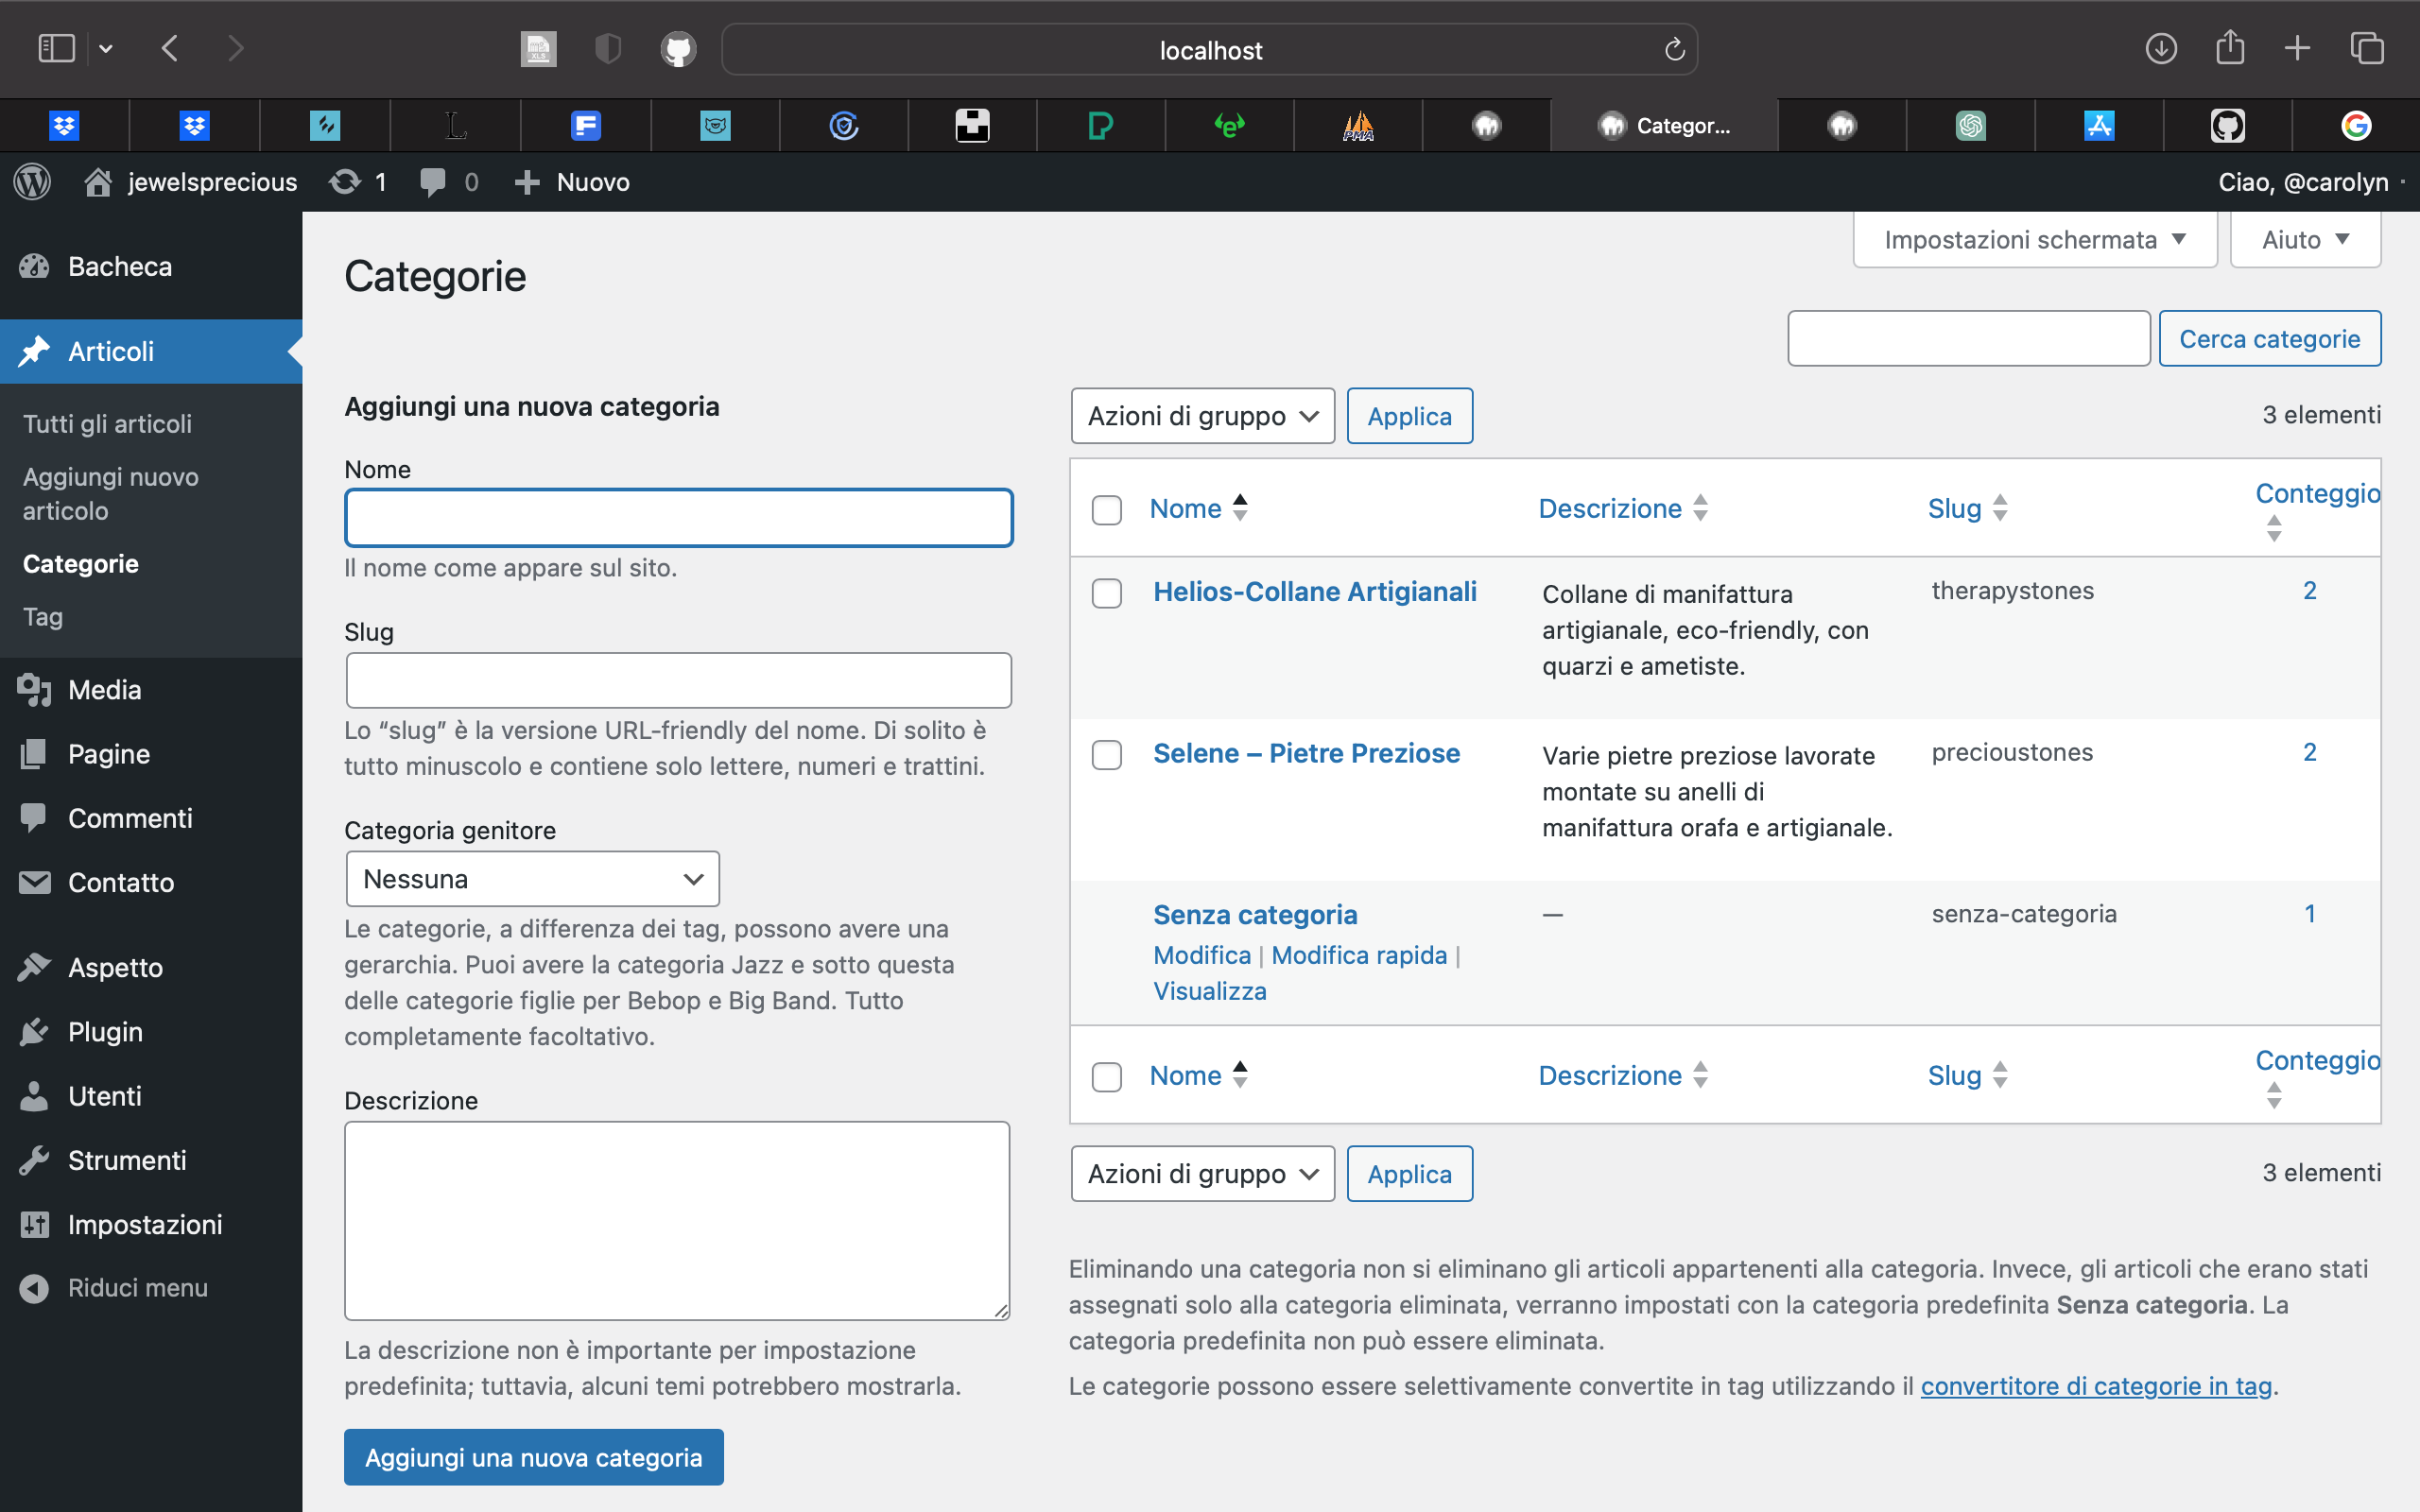 localhost
Categor...
jewelsprecious 1 0 Nuovo
Ciao, @carolyn
Bacheca
Articoli
Tutti gli articoli
Aggiungi nuovo
articolo
Categorie
Tag
Media
Pagine
Commenti
Contatto
Aspetto
Plugin
Utenti
Strumenti
Impostazioni
Riduci menu
Impostazioni schermata
Aiuto
Categorie
Cerca categorie
Aggiungi una nuova categoria
Nome
Il nome come appare sul sito.
Slug
Lo “slug” è la versione URL-friendly del nome. Di solito è
tutto minuscolo e contiene solo lettere, numeri e trattini.
Categoria genitore
Nessuna
Le categorie, a differenza dei tag, possono avere una
gerarchia. Puoi avere la categoria Jazz e sotto questa
delle categorie figlie per Bebop e Big Band. Tutto
completamente facoltativo.
Descrizione
La descrizione non è importante per impostazione
predefinita; tuttavia, alcuni temi potrebbero mostrarla.
Aggiungi una nuova categoria
Azioni di gruppo
Applica
3 elementi
Nome Descrizione Slug Conteggio
Helios-Collane Artigianali
Collane di manifattura
artigianale, eco-friendly, con
quarzi e ametiste.
therapystones
2
Selene – Pietre Preziose
Varie pietre preziose lavorate
montate su anelli di
manifattura orafa e artigianale.
precioustones
2
Senza categoria
Modifica | Modifica rapida |
Visualizza
—
senza-categoria
1
Nome Descrizione Slug Conteggio
Azioni di gruppo
Applica
3 elementi
Eliminando una categoria non si eliminano gli articoli appartenenti alla categoria. Invece, gli articoli che erano stati
assegnati solo alla categoria eliminata, verranno impostati con la categoria predefinita Senza categoria. La
categoria predefinita non può essere eliminata.
Le categorie possono essere selettivamente convertite in tag utilizzando il convertitore di categorie in tag.